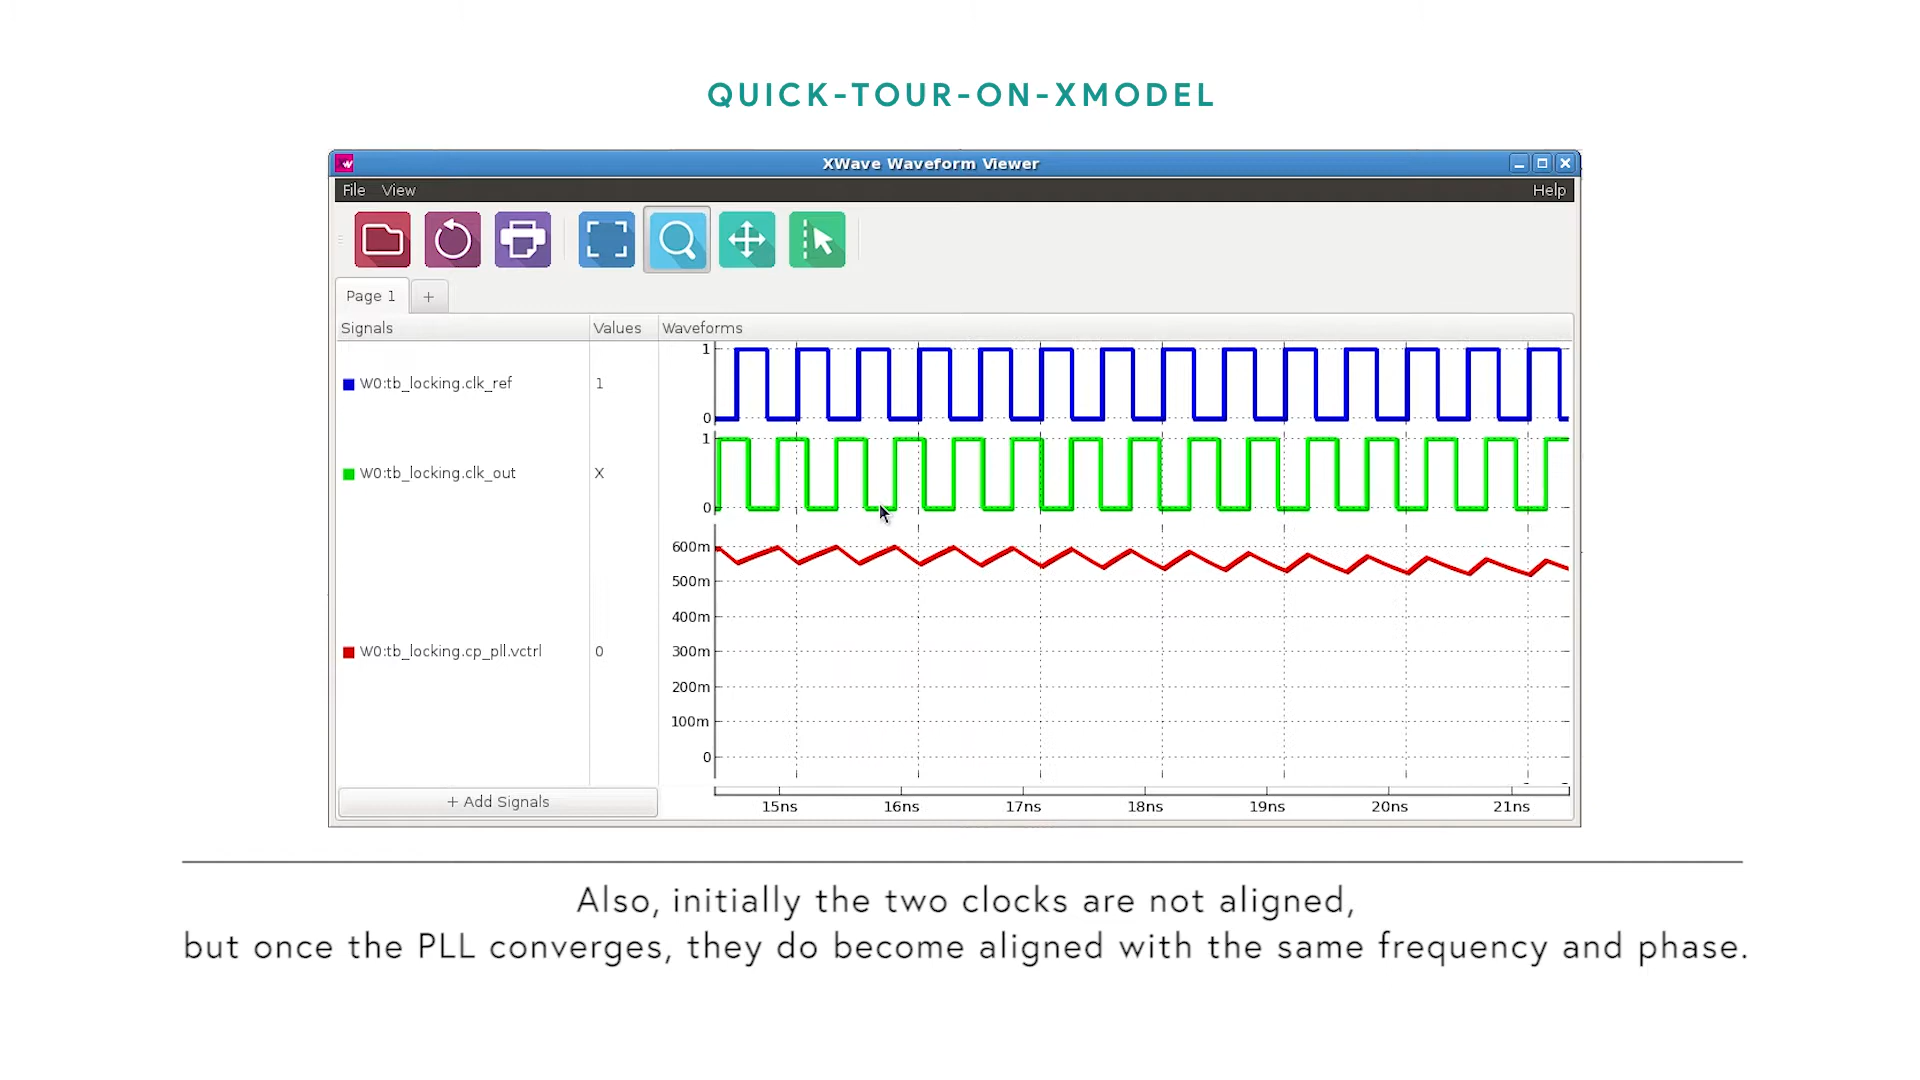 QUICK-TOUR-ON-XMODEL
XWave Waveform Viewer
File View Help
Page 1 +
Signals Values Waveforms
1
W0:tb_locking.clk_ref 1
0
1
W0:tb_locking.clk_out X
0
600m
500m
400m
300m
W0:tb_locking.cp_pll.vctrl 0
200m
100m
0
+ Add Signals
15ns 16ns 17ns 18ns 19ns 20ns 21ns
Also, initially the two clocks are not aligned,
but once the PLL converges, they do become aligned with the same frequency and phase.